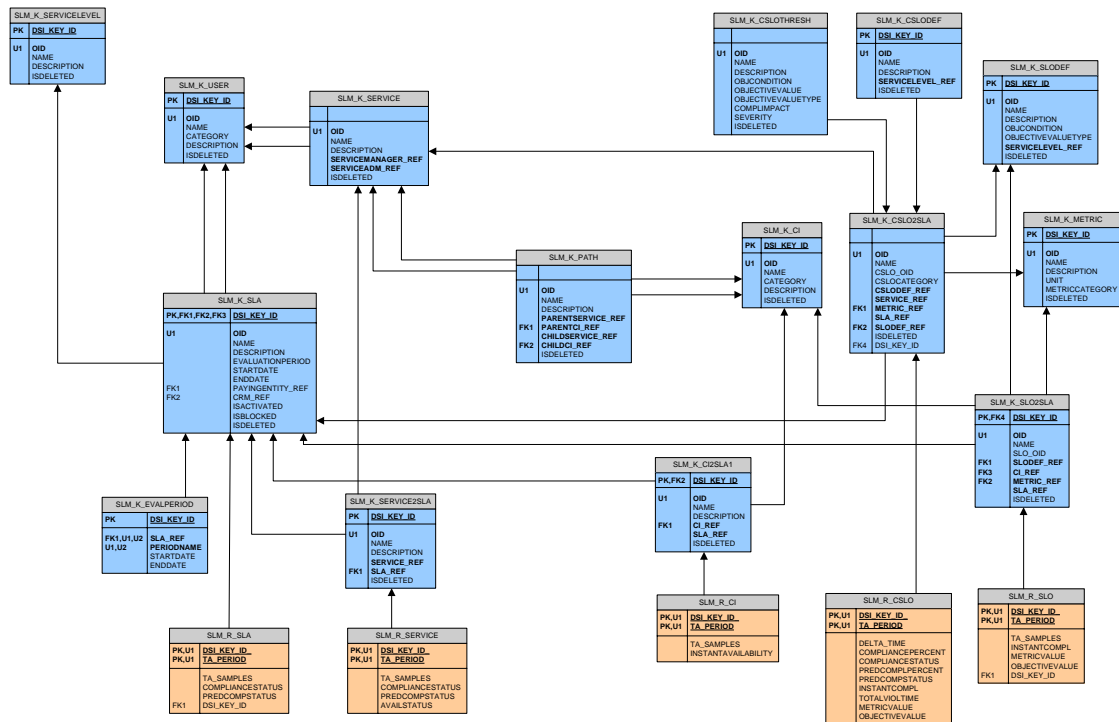 SLM_K_SERVICELEVEL
PK DSI_KEY_ID
U1 OID
NAME
DESCRIPTION
ISDELETED
SLM_K_USER
PK DSI_KEY_ID
U1 OID
NAME
CATEGORY
DESCRIPTION
ISDELETED
SLM_K_SERVICE
U1 OID
NAME
DESCRIPTION
SERVICEMANAGER_REF
SERVICEADM_REF
ISDELETED
SLM_K_CSLOTHRESH
U1 OID
NAME
DESCRIPTION
OBJCONDITION
OBJECTIVEVALUE
OBJECTIVEVALUETYPE
COMPLIMPACT
SEVERITY
ISDELETED
SLM_K_CSLODEF
PK DSI_KEY_ID
U1 OID
NAME
DESCRIPTION
SERVICELEVEL_REF
ISDELETED
SLM_K_SLODEF
PK DSI_KEY_ID
U1 OID
NAME
DESCRIPTION
OBJCONDITION
OBJECTIVEVALUETYPE
SERVICELEVEL_REF
ISDELETED
SLM_K_PATH
U1 OID
NAME
DESCRIPTION
PARENTSERVICE_REF
FK1 PARENTCI_REF
CHILDSERVICE_REF
FK2 CHILDCI_REF
ISDELETED
SLM_K_CI
PK DSI_KEY_ID
U1 OID
NAME
CATEGORY
DESCRIPTION
ISDELETED
SLM_K_CSLO2SLA
U1 OID
NAME
CSLO_OID
CSLOCATEGORY
CSLODEF_REF
SERVICE_REF
FK1 METRIC_REF
SLA_REF
FK2 SLODEF_REF
ISDELETED
FK4 DSI_KEY_ID
SLM_K_METRIC
PK DSI_KEY_ID
U1 OID
NAME
DESCRIPTION
UNIT
METRICCATEGORY
ISDELETED
SLM_K_SLA
PK,FK1,FK2,FK3 DSI_KEY_ID
U1 OID
NAME
DESCRIPTION
EVALUATIONPERIOD
STARTDATE
ENDDATE
FK1 PAYINGENTITY_REF
FK2 CRM_REF
ISACTIVATED
ISBLOCKED
ISDELETED
SLM_K_SLO2SLA
PK,FK4 DSI_KEY_ID
U1 OID
NAME
SLO_OID
FK1 SLODEF_REF
FK3 CI_REF
FK2 METRIC_REF
SLA_REF
ISDELETED
SLM_K_EVALPERIOD
PK DSI_KEY_ID
FK1,U1,U2 SLA_REF
U1,U2 PERIODNAME
STARTDATE
ENDDATE
SLM_K_SERVICE2SLA
PK DSI_KEY_ID
U1 OID
NAME
DESCRIPTION
SERVICE_REF
FK1 SLA_REF
ISDELETED
SLM_K_CI2SLA1
PK,FK2 DSI_KEY_ID
U1 OID
NAME
DESCRIPTION
FK1 CI_REF
SLA_REF
ISDELETED
SLM_R_SLA
PK,U1 DSI_KEY_ID_
PK,U1 TA_PERIOD
TA_SAMPLES
COMPLIANCESTATUS
PREDCOMPSTATUS
FK1 DSI_KEY_ID
SLM_R_SERVICE
PK,U1 DSI_KEY_ID_
PK,U1 TA_PERIOD
TA_SAMPLES
COMPLIANCESTATUS
PREDCOMPSTATUS
AVAILSTATUS
SLM_R_CI
PK,U1 DSI_KEY_ID_
PK,U1 TA_PERIOD
TA_SAMPLES
INSTANTAVAILABILITY
SLM_R_CSLO
PK,U1 DSI_KEY_ID_
PK,U1 TA_PERIOD
DELTA_TIME
COMPLIANCEPERCENT
COMPLIANCESTATUS
PREDCOMPLPERCENT
PREDCOMPSTATUS
INSTANTCOMPL
TOTALVIOLTIME
METRICVALUE
OBJECTIVEVALUE
SLM_R_SLO
PK,U1 DSI_KEY_ID_
PK,U1 TA_PERIOD
TA_SAMPLES
INSTANTCOMPL
METRICVALUE
OBJECTIVEVALUE
FK1 DSI_KEY_ID